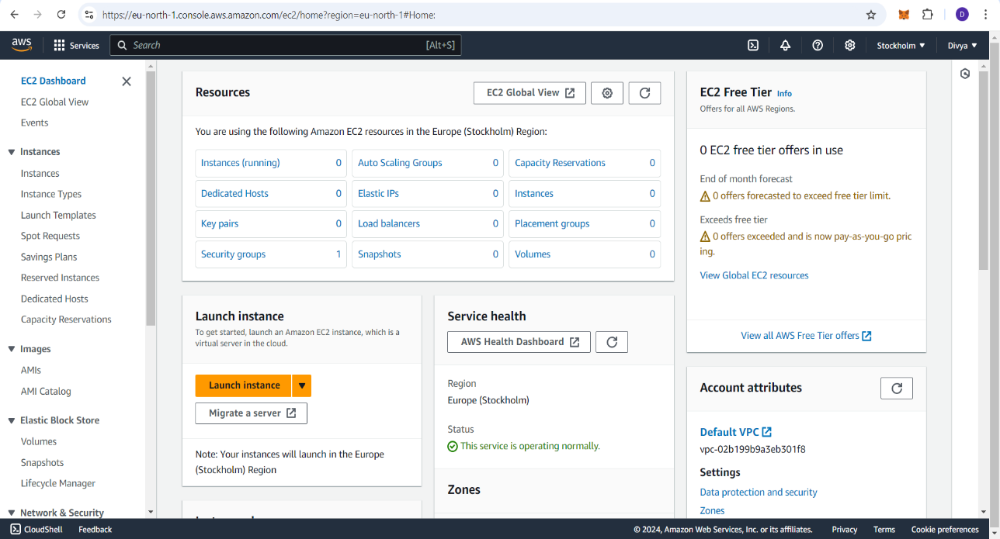 https://eu-north-1.console.aws.amazon.com/ec2/home?region=eu-north-1#Home:
D
aws
Services
Search
[Alt+S]
Stockholm
Divya
EC2 Dashboard
EC2 Global View
Events
Instances
Instances
Instance Types
Launch Templates
Spot Requests
Savings Plans
Reserved Instances
Dedicated Hosts
Capacity Reservations
Images
AMIs
AMI Catalog
Elastic Block Store
Volumes
Snapshots
Lifecycle Manager
Network & Security
Resources
EC2 Global View
You are using the following Amazon EC2 resources in the Europe (Stockholm) Region:
Instances (running) 0 Auto Scaling Groups 0 Capacity Reservations 0
Dedicated Hosts 0 Elastic IPs 0 Instances 0
Key pairs 0 Load balancers 0 Placement groups 0
Security groups 1 Snapshots 0 Volumes 0
Launch instance
To get started, launch an Amazon EC2 instance, which is a
virtual server in the cloud.
Launch instance
Migrate a server
Note: Your instances will launch in the Europe
(Stockholm) Region
Service health
AWS Health Dashboard
Region
Europe (Stockholm)
Status
This service is operating normally.
Zones
EC2 Free Tier Info
Offers for all AWS Regions.
0 EC2 free tier offers in use
End of month forecast
0 offers forecasted to exceed free tier limit.
Exceeds free tier
0 offers exceeded and is now pay-as-you-go pric
ing.
View Global EC2 resources
View all AWS Free Tier offers
Account attributes
Default VPC
vpc-02b199b9a3eb301f8
Settings
Data protection and security
Zones
CloudShell
Feedback
© 2024, Amazon Web Services, Inc. or its affiliates.
Privacy
Terms
Cookie preferences